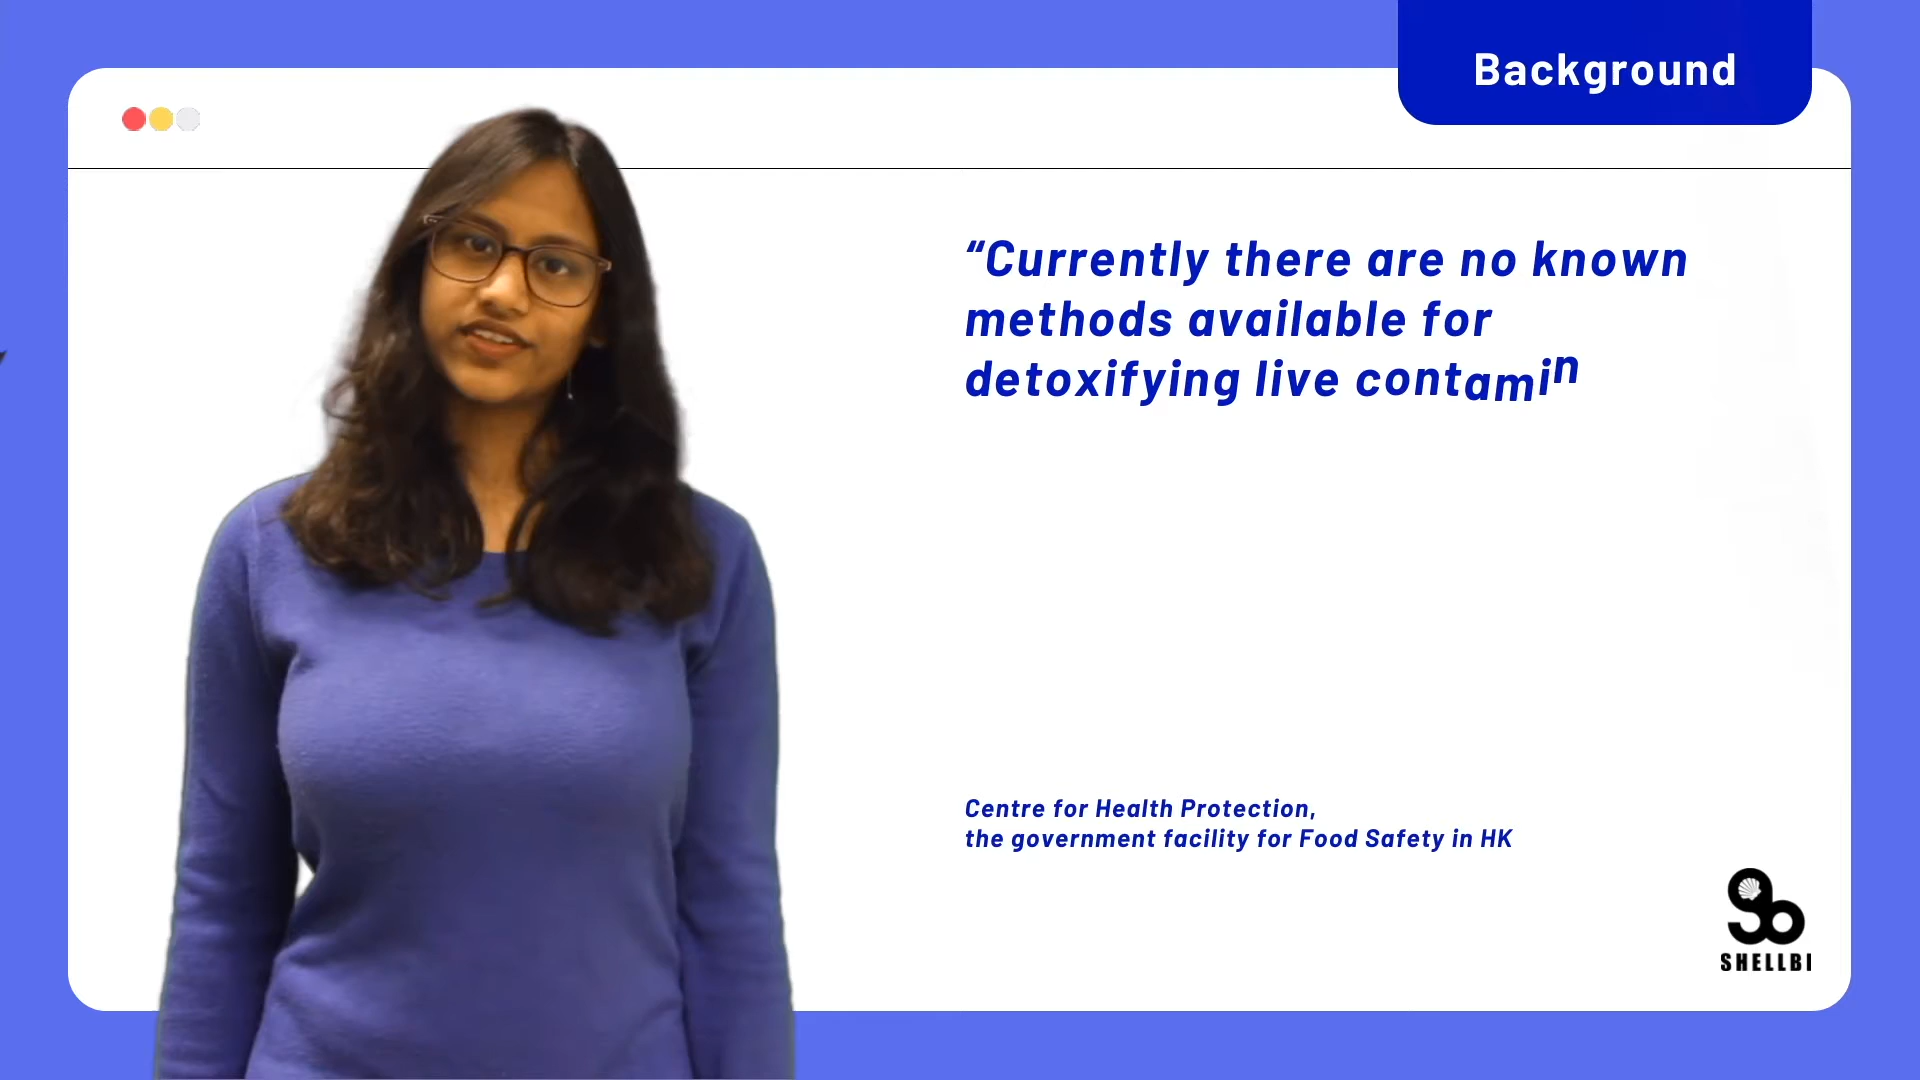 Background
“Currently there are no known
methods available for
detoxifying live contamin
Centre for Health Protection,
the government facility for Food Safety in HK
SHELLBI